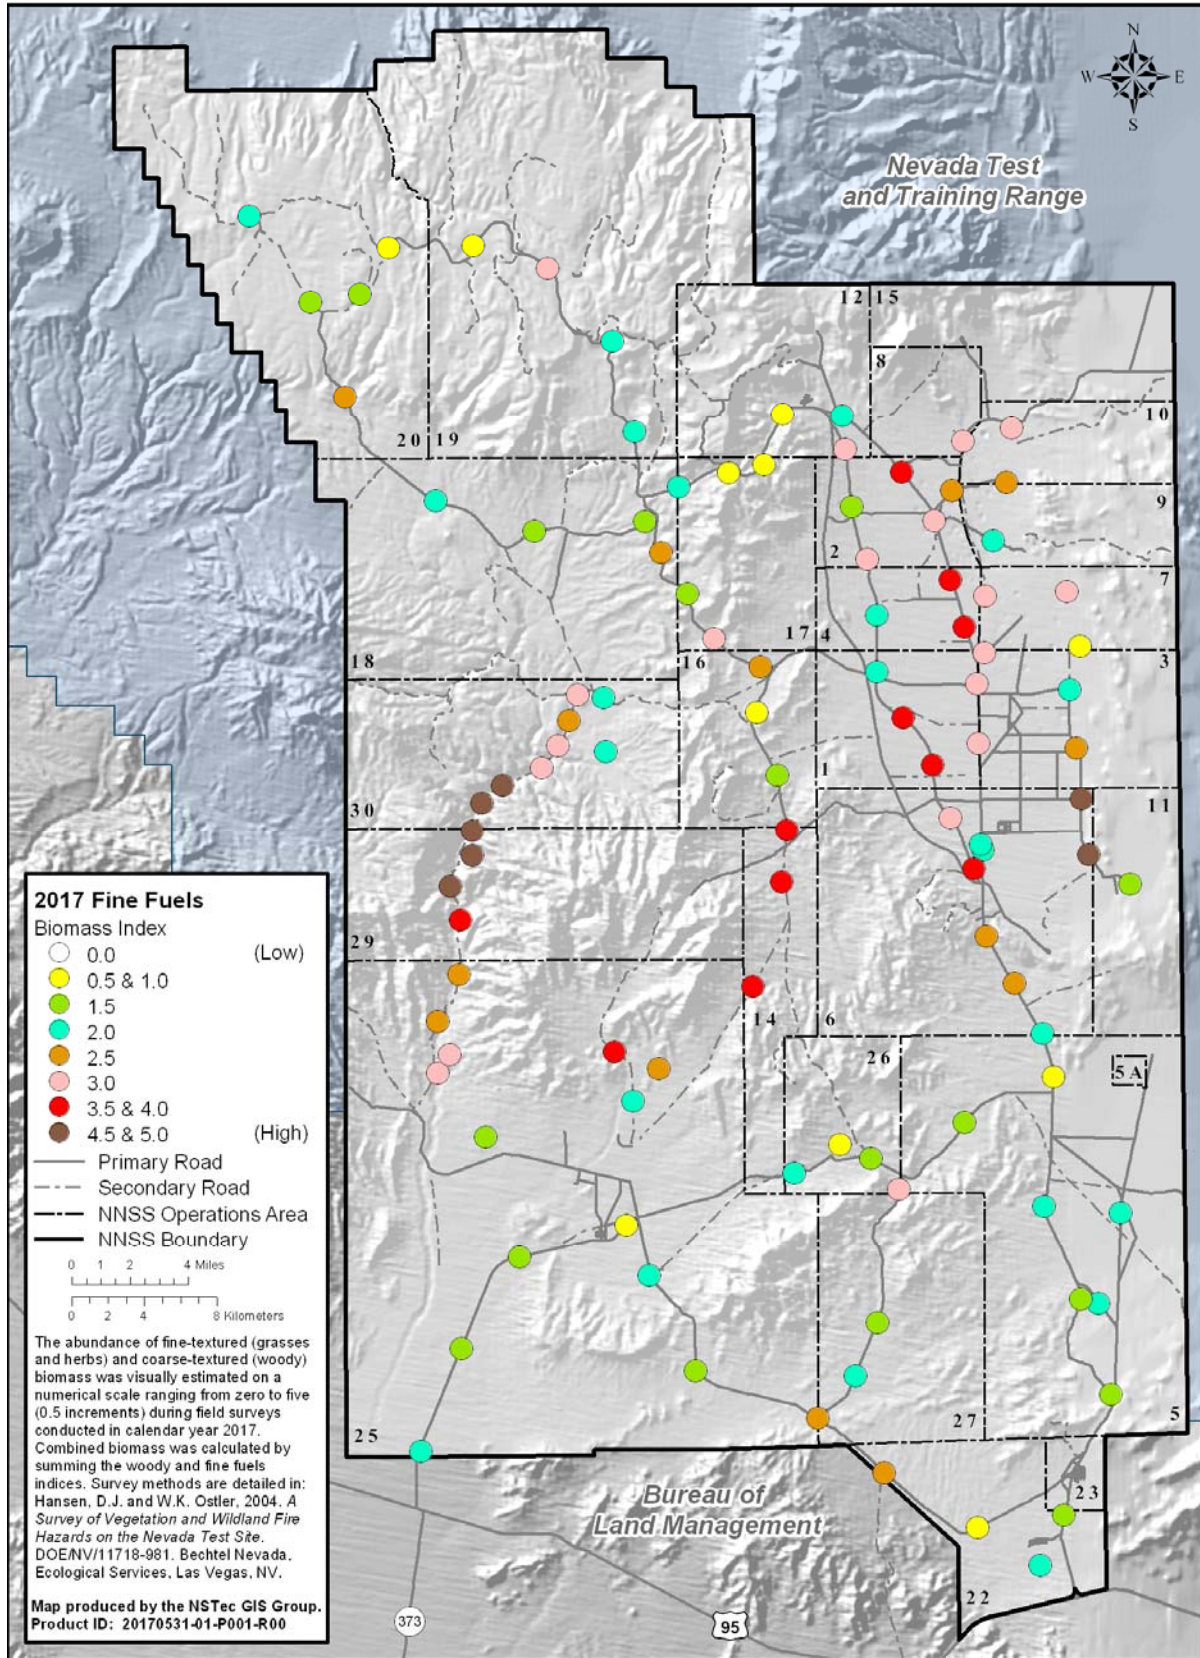 N
W E
S
Nevada Test
and Training Range
12 15
8
10
20 19
9
2
7
17 4
18
16
3
1
30
11
29
14
6
26
5A
25
27
5
23
22
Bureau of
Land Management
373
95
2017 Fine Fuels
Biomass Index
0.0 (Low)
0.5 & 1.0
1.5
2.0
2.5
3.0
3.5 & 4.0
4.5 & 5.0 (High)
Primary Road
Secondary Road
NNSS Operations Area
NNSS Boundary
0 1 2 4 Miles
0 2 4 8 Kilometers
The abundance of fine-textured (grasses
and herbs) and coarse-textured (woody)
biomass was visually estimated on a
numerical scale ranging from zero to five
(0.5 increments) during field surveys
conducted in calendar year 2017.
Combined biomass was calculated by
summing the woody and fine fuels
indices. Survey methods are detailed in:
Hansen, D.J. and W.K. Ostler, 2004. A
Survey of Vegetation and Wildland Fire
Hazards on the Nevada Test Site.
DOE/NV/11718-981. Bechtel Nevada,
Ecological Services, Las Vegas, NV.
Map produced by the NSTec GIS Group.
Product ID: 20170531-01-P001-R00